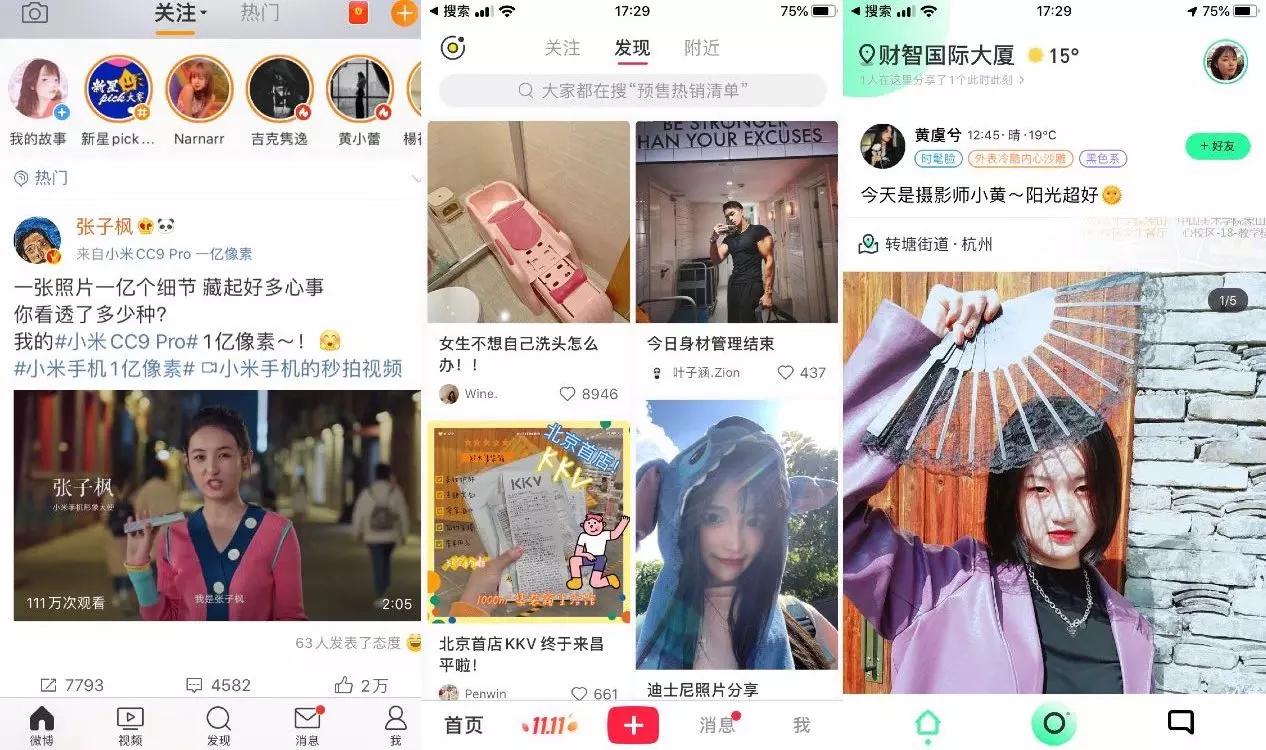 关注
热门
我的故事
新星pick...
Narnarr
吉克隽逸
黄小蕾
热门
张子枫
来自小米CC9 Pro 一亿像素
一张照片一亿个细节 藏起好多心事
你看透了多少种?
我的#小米CC9 Pro# 1亿像素～!
#小米手机1亿像素# 小米手机的秒拍视频
张子枫
小米手机形象大使
我是张子枫
111万次观看
2:05
63人发表了态度
7793
4582
2万
微博
视频
发现
消息
我
搜索
17:29
75%
关注
发现
附近
大家都在搜“预售热销清单”
女生不想自己洗头怎么
办!!
Wine.
8946
BE STRONGER
HAN YOUR EXCUSES
今日身材管理结束
叶子涵.Zion
437
北京首店!
KKV
KKV
北京首店KKV 终于来昌
平啦!
Penwin
661
迪士尼照片分享
首页
11.11
消息
我
搜索
17:29
75%
财智国际大厦
15°
1人在这里分享了1个此时此刻
黄虞兮
12:45·晴·19℃
时髦脸
外表冷酷内心沙雕
黑色系
+好友
今天是摄影师小黄～阳光超好
转塘街道·杭州
1/5